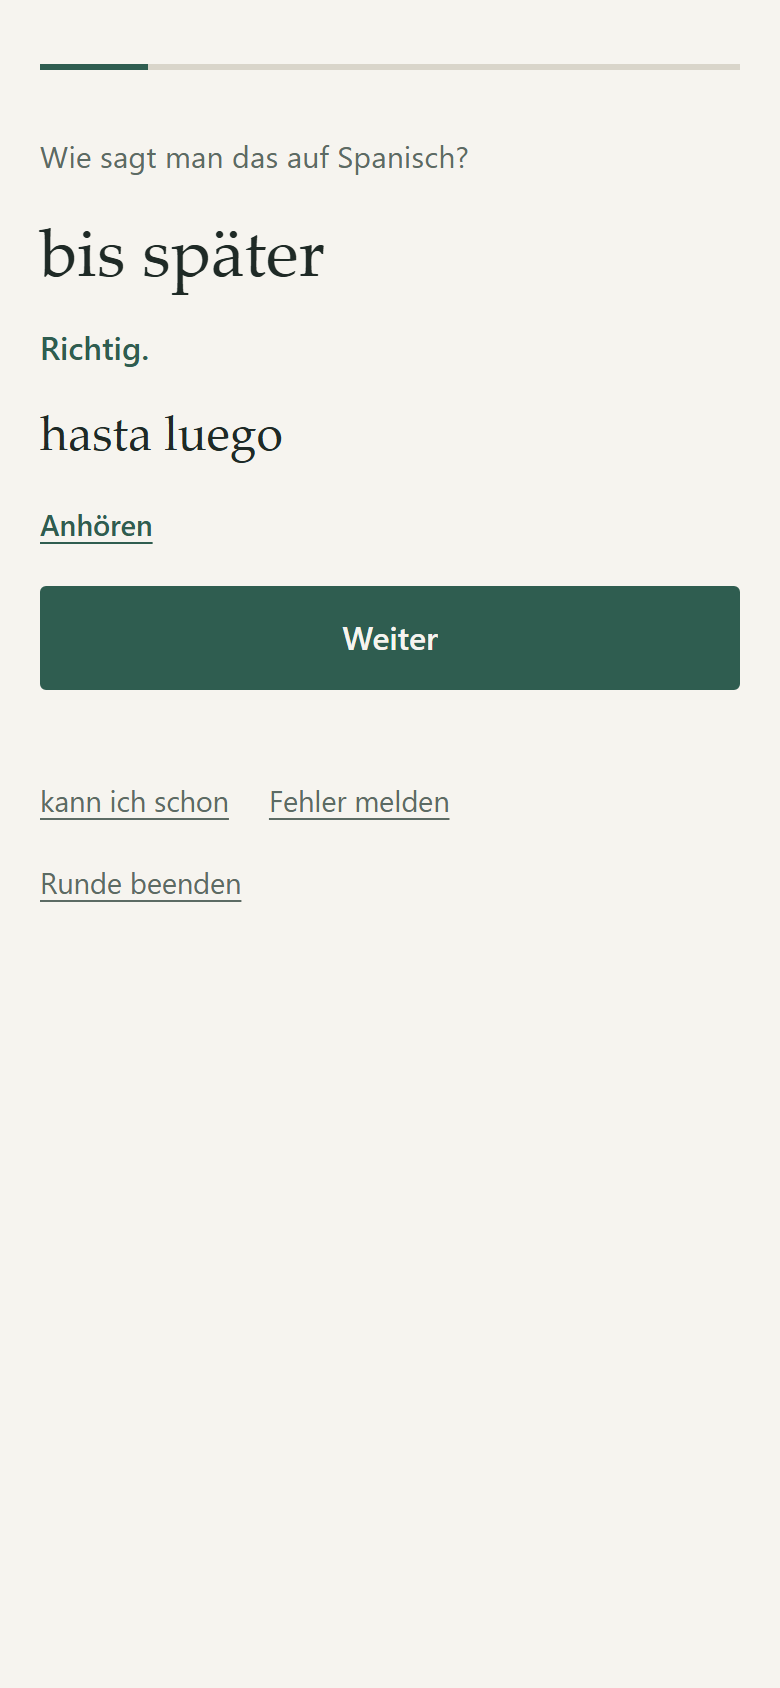 Wie sagt man das auf Spanisch?
bis später
Richtig.
hasta luego
Anhören
Weiter
kann ich schon Fehler melden
Runde beenden